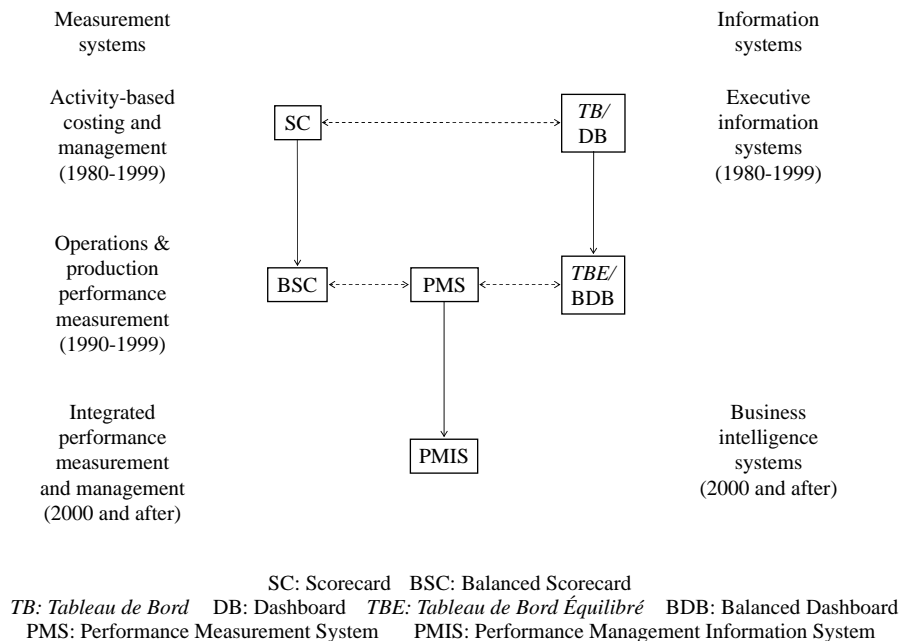 Measurement
systems
Information
systems
Activity-based
costing and
management
(1980-1999)
SC
TB/
DB
Executive
information
systems
(1980-1999)
Operations &
production
performance
measurement
(1990-1999)
BSC
PMS
TBE/
BDB
Integrated
performance
measurement
and management
(2000 and after)
PMIS
Business
intelligence
systems
(2000 and after)
SC: Scorecard BSC: Balanced Scorecard
TB: Tableau de Bord DB: Dashboard TBE: Tableau de Bord Équilibré BDB: Balanced Dashboard
PMS: Performance Measurement System PMIS: Performance Management Information System